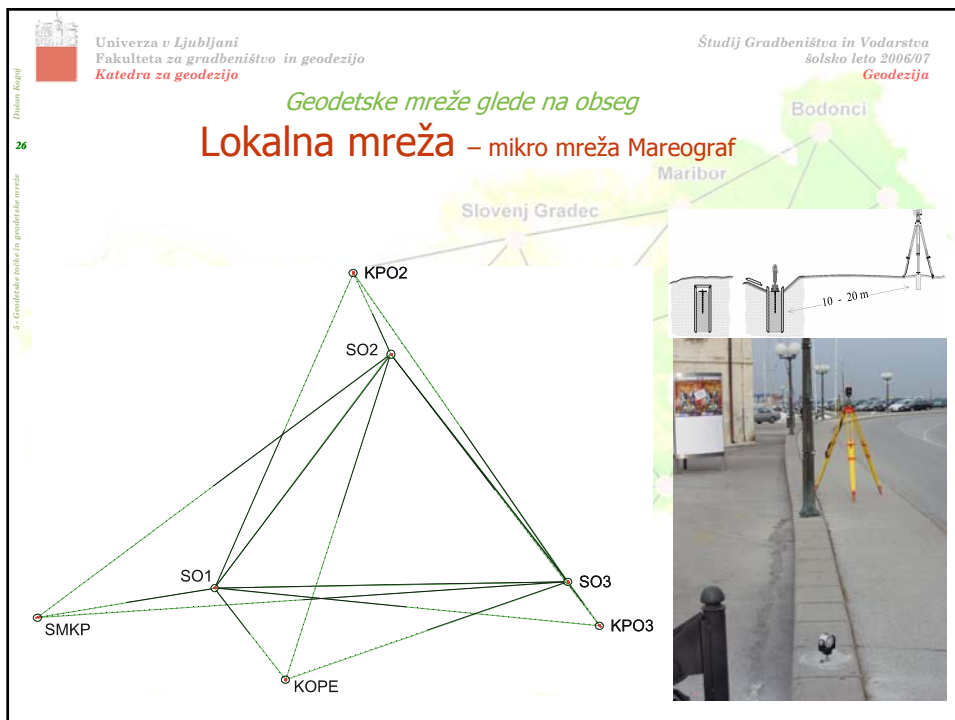 Univerza v Ljubljani
Fakulteta za gradbeništvo in geodezijo
Katedra za geodezijo
Študij Gradbeništva in Vodarstva
šolsko leto 2006/07
Geodezija
Dušan Kogoj
26
5 - Geodetske točke in geodetske mreže
Geodetske mreže glede na obseg
Lokalna mreža – mikro mreža Mareograf
Bodonci
Maribor
Slovenj Gradec
10 - 20 m
KPO2
SO2
SO1
SO3
SMKP
KPO3
KOPE